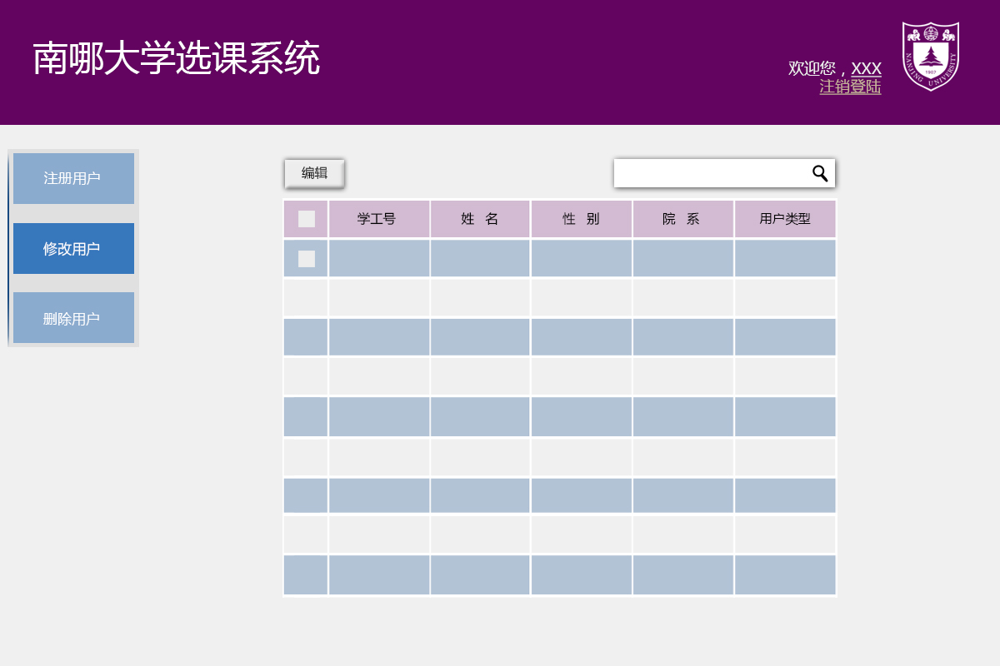 南哪大学选课系统
欢迎您，XXX
注销登陆
NANJING UNIVERSITY
1902
注册用户
修改用户
删除用户
编辑
学工号 姓 名 性 别 院 系 用户类型